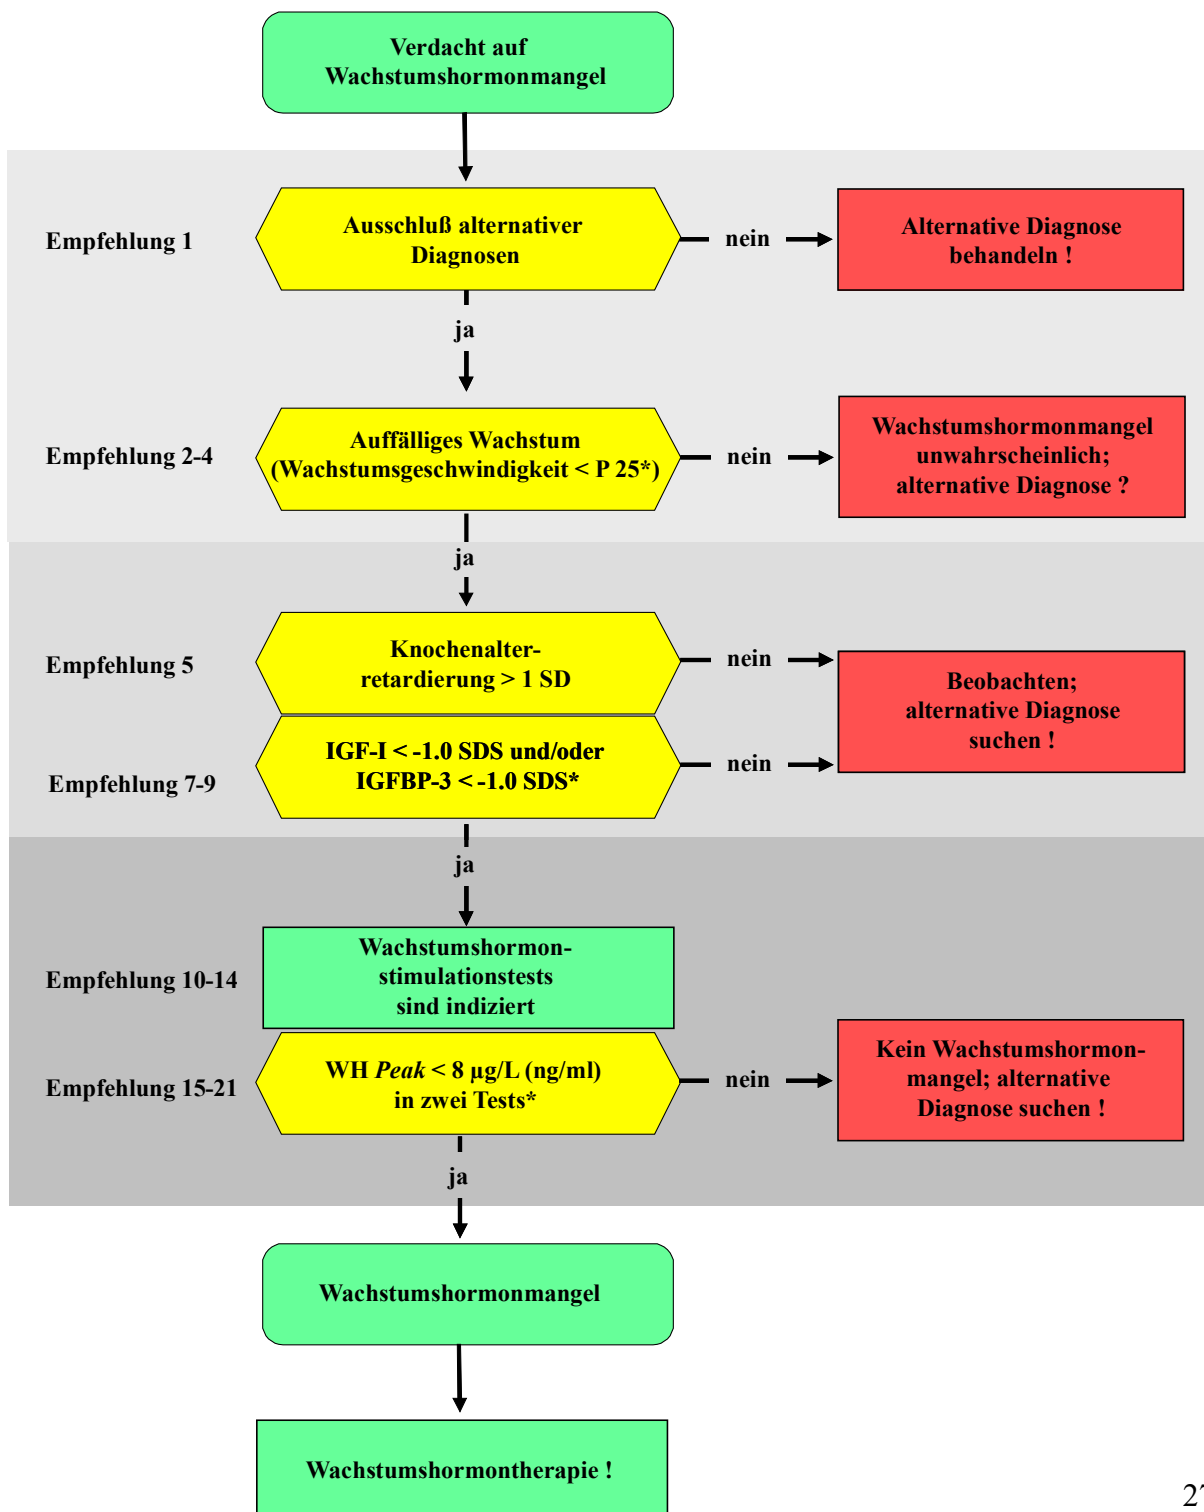 Verdacht auf
Wachstumshormonmangel
Empfehlung 1
Ausschluß alternativer
Diagnosen
nein
Alternative Diagnose
behandeln !
ja
Empfehlung 2-4
Auffälliges Wachstum
(Wachstumsgeschwindigkeit < P 25*)
nein
Wachstumshormonmangel
unwahrscheinlich;
alternative Diagnose ?
ja
Empfehlung 5
Knochenalter-
retardierung > 1 SD
nein
Beobachten;
alternative Diagnose
suchen !
Empfehlung 7-9
IGF-I < -1.0 SDS und/oder
IGFBP-3 < -1.0 SDS*
nein
ja
Empfehlung 10-14
Wachstumshormon-
stimulationstests
sind indiziert
Empfehlung 15-21
WH Peak < 8 µg/L (ng/ml)
in zwei Tests*
nein
Kein Wachstumshormon-
mangel; alternative
Diagnose suchen !
ja
Wachstumshormonmangel
Wachstumshormontherapie !